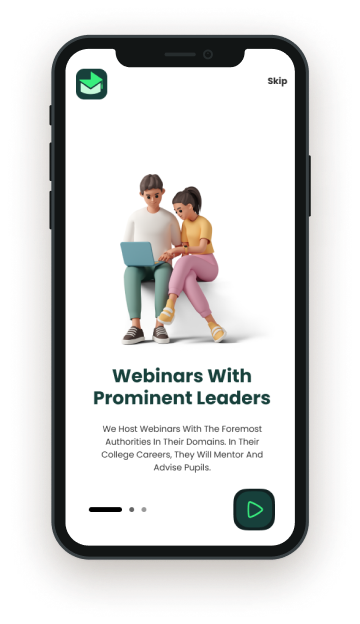 Skip
Webinars With
Prominent Leaders
We Host Webinars With The Foremost
Authorities In Their Domains. In Their
College Careers, They Will Mentor And
Advise Pupils.